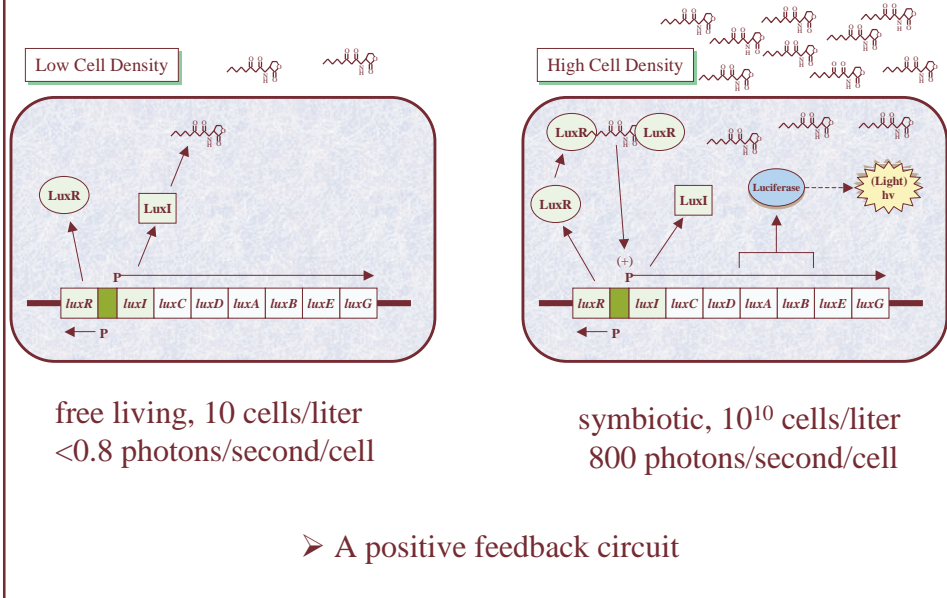 Low Cell Density
LuxR
LuxI
P
luxR luxI luxC luxD luxA luxB luxE luxG
P
free living, 10 cells/liter
<0.8 photons/second/cell
High Cell Density
LuxR LuxR
LuxR
LuxI
Luciferase
(Light)
hv
(+)
P
luxR luxI luxC luxD luxA luxB luxE luxG
P
symbiotic, 10¹⁰ cells/liter
800 photons/second/cell
➢ A positive feedback circuit